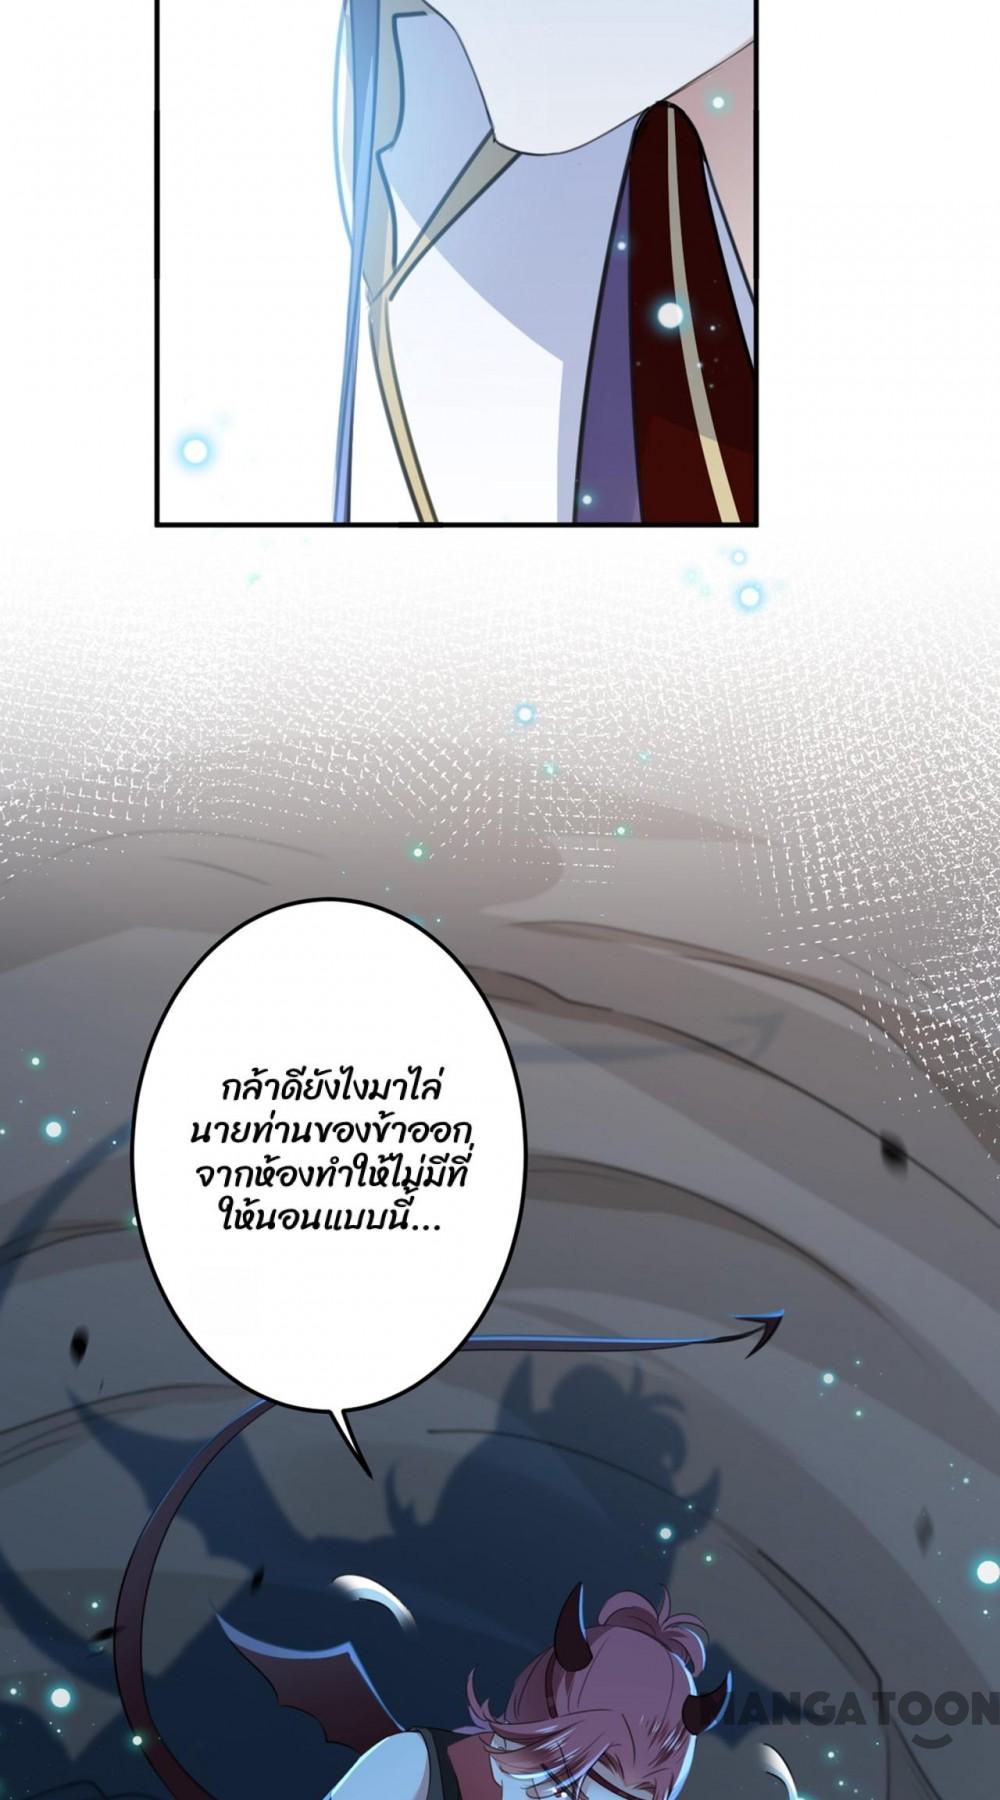 กล้าดียังไงมาไล่
นายท่านของข้าออก
จากห้องทำให้ไม่มีที่
ให้นอนแบบนี้...
MANGATOON